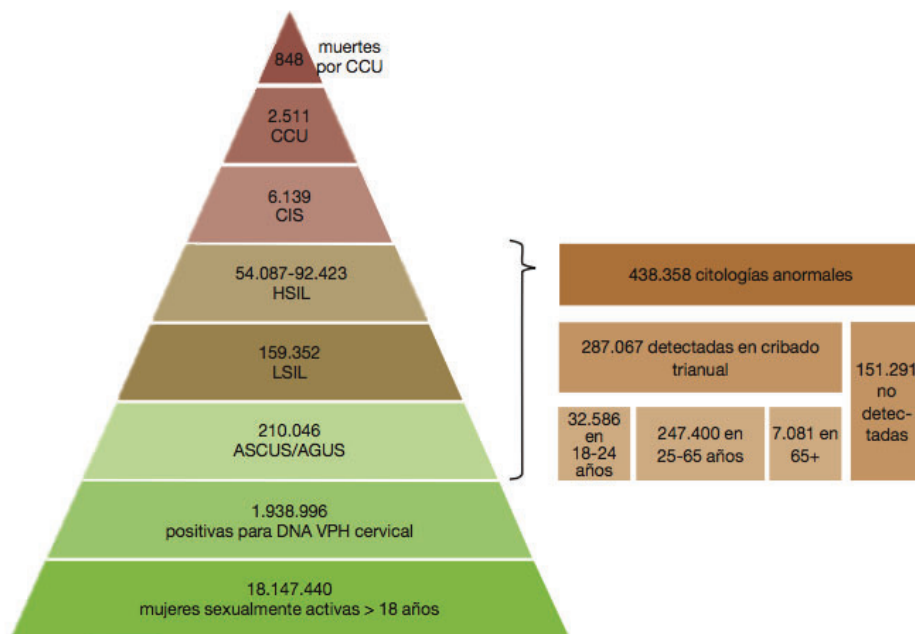 848
muertes
por CCU
2.511
CCU
6.139
CIS
54.087-92.423
HSIL
159.352
LSIL
210.046
ASCUS/AGUS
1.938.996
positivas para DNA VPH cervical
18.147.440
mujeres sexualmente activas > 18 años
438.358 citologías anormales
287.067 detectadas en cribado
trianual
151.291
no
detec-
tadas
32.586
en
18-24
años
247.400 en
25-65 años
7.081 en
65+